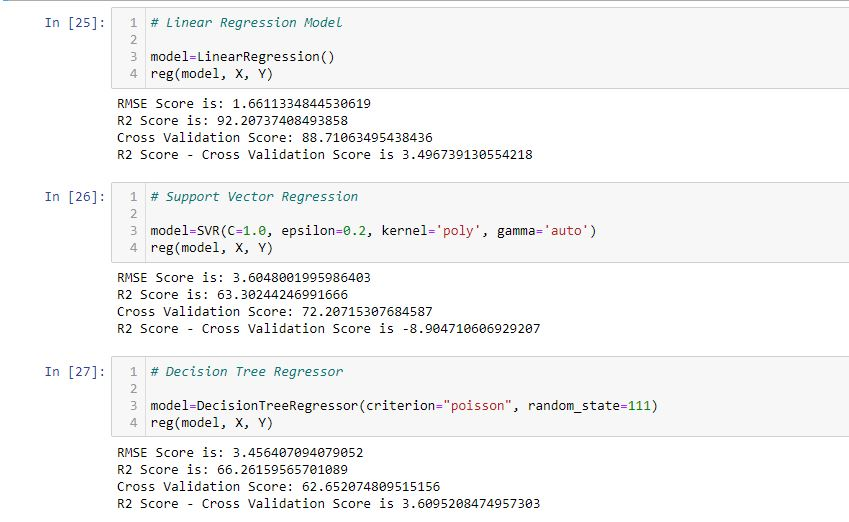 In [25]:
1 # Linear Regression Model
2
3 model=LinearRegression()
4 reg(model, X, Y)
RMSE Score is: 1.6611334844530619
R2 Score is: 92.20737408493858
Cross Validation Score: 88.71063495438436
R2 Score - Cross Validation Score is 3.496739130554218
In [26]:
1 # Support Vector Regression
2
3 model=SVR(C=1.0, epsilon=0.2, kernel='poly', gamma='auto')
4 reg(model, X, Y)
RMSE Score is: 3.6048001995986403
R2 Score is: 63.30244246991666
Cross Validation Score: 72.20715307684587
R2 Score - Cross Validation Score is -8.904710606929207
In [27]:
1 # Decision Tree Regressor
2
3 model=DecisionTreeRegressor(criterion="poisson", random_state=111)
4 reg(model, X, Y)
RMSE Score is: 3.456407094079052
R2 Score is: 66.26159565701089
Cross Validation Score: 62.652074809515156
R2 Score - Cross Validation Score is 3.6095208474957303